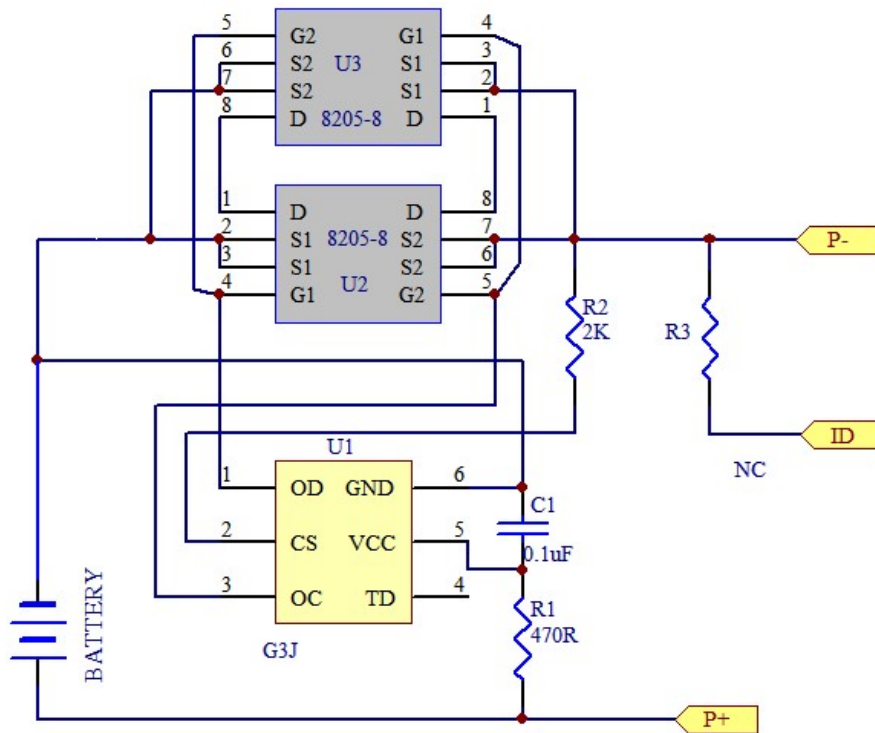 5 G2 G1 4
6 S2 U3 S1 3
7 S2 S1 2
8 D 8205-8 D 1
1 D D 8
2 S1 8205-8 S2 7
3 S1 S2 6
4 G1 U2 G2 5
P-
R2
2K
R3
ID
NC
U1
1 OD GND 6
2 CS VCC 5
3 OC TD 4
C1
0.1uF
R1
470R
G3J
BATTERY
P+